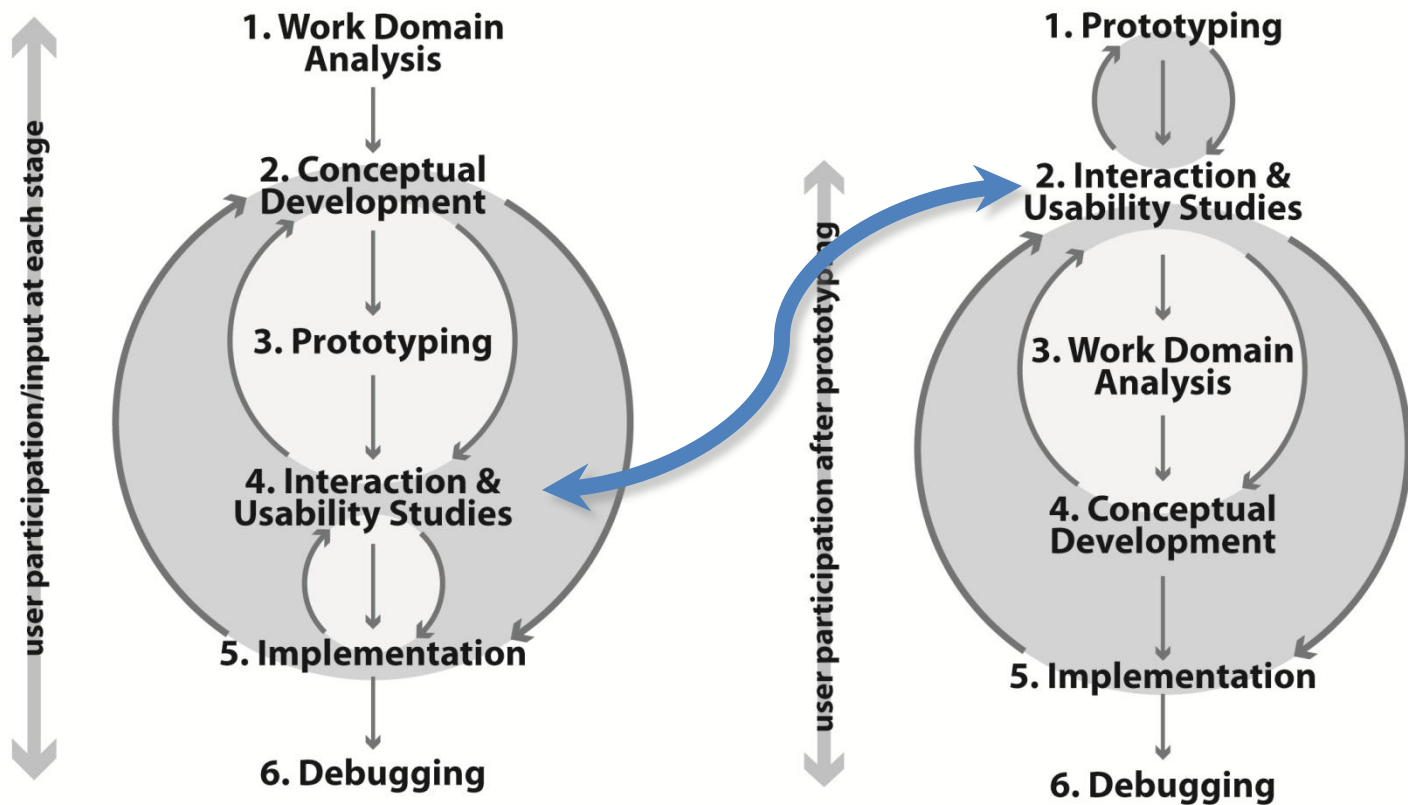 user participation/input at each stage
1. Work Domain
Analysis
2. Conceptual
Development
3. Prototyping
4. Interaction &
Usability Studies
5. Implementation
6. Debugging
user participation after prototyping
1. Prototyping
2. Interaction &
Usability Studies
3. Work Domain
Analysis
4. Conceptual
Development
5. Implementation
6. Debugging